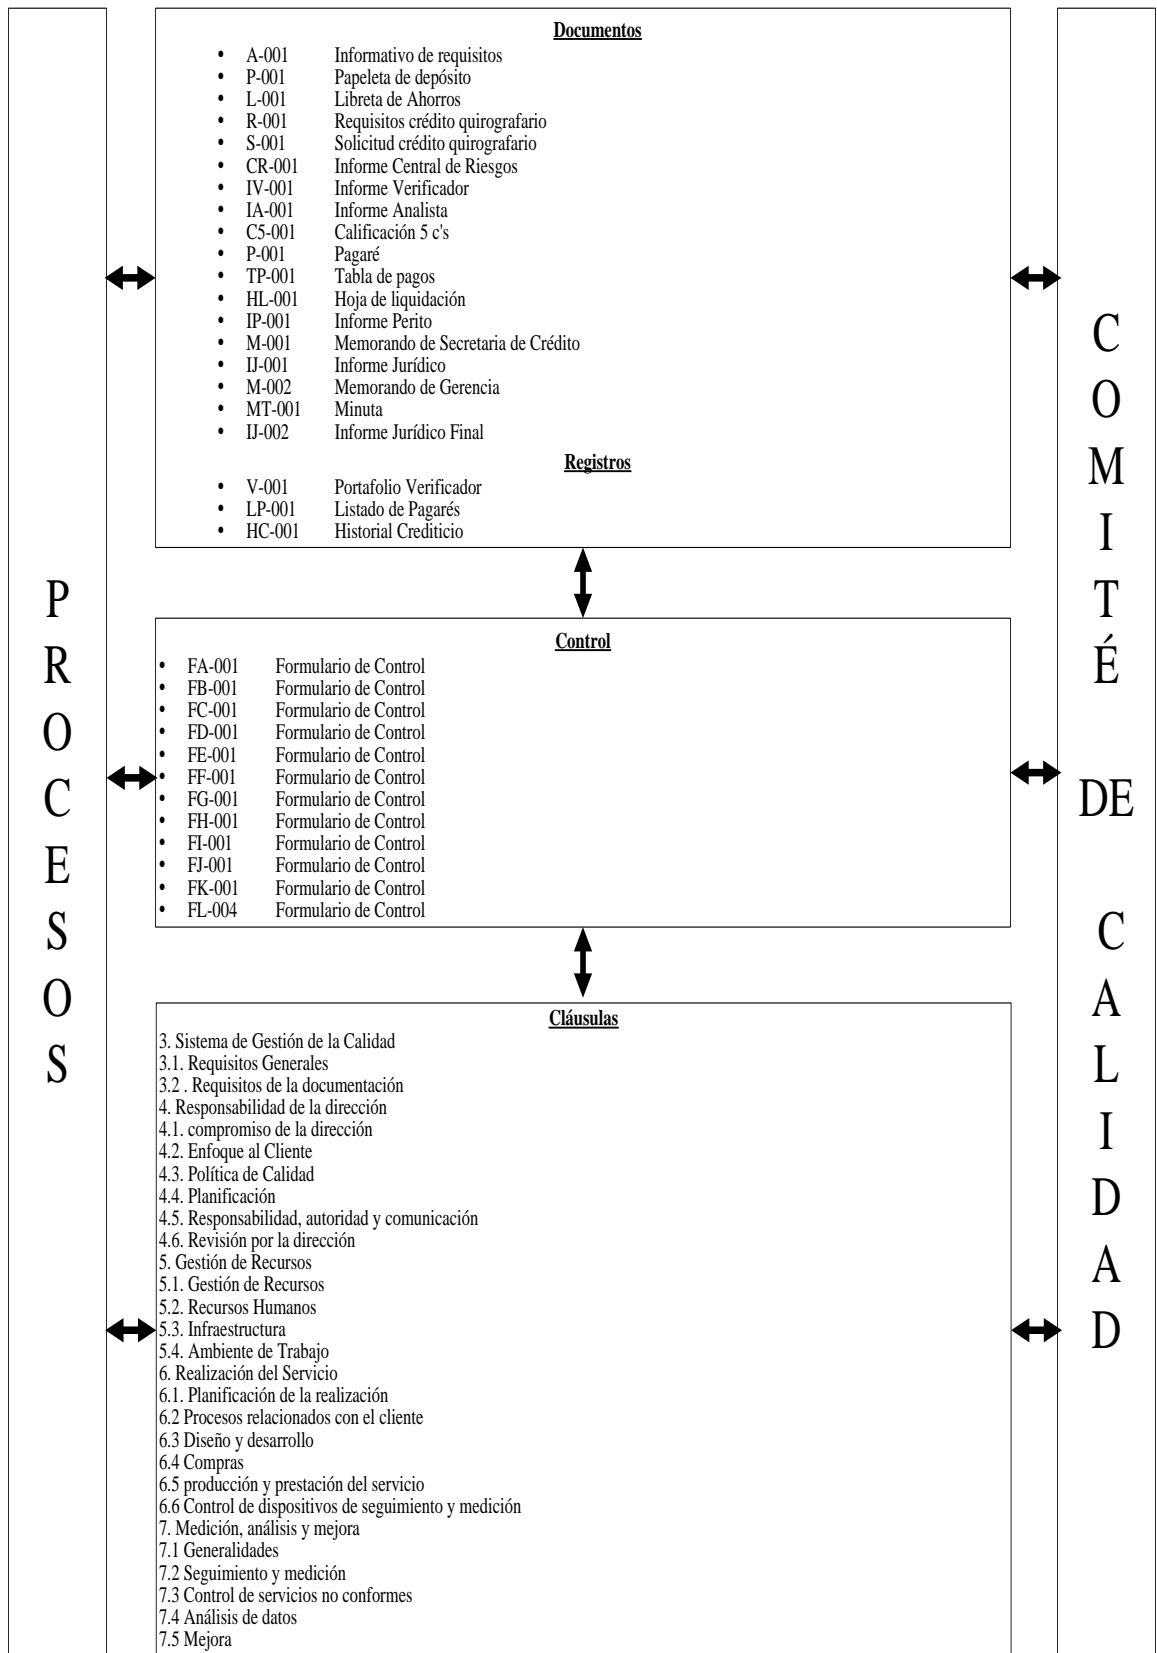 Documentos
• A-001 Informativo de requisitos
• P-001 Papeleta de depósito
• L-001 Libreta de Ahorros
• R-001 Requisitos crédito quirografario
• S-001 Solicitud crédito quirografario
• CR-001 Informe Central de Riesgos
• IV-001 Informe Verificador
• IA-001 Informe Analista
• C5-001 Calificación 5 c's
• P-001 Pagaré
• TP-001 Tabla de pagos
• HL-001 Hoja de liquidación
• IP-001 Informe Perito
• M-001 Memorando de Secretaria de Crédito
• IJ-001 Informe Jurídico
• M-002 Memorando de Gerencia
• MT-001 Minuta
• IJ-002 Informe Jurídico Final
Registros
• V-001 Portafolio Verificador
• LP-001 Listado de Pagarés
• HC-001 Historial Crediticio
Control
• FA-001 Formulario de Control
• FB-001 Formulario de Control
• FC-001 Formulario de Control
• FD-001 Formulario de Control
• FE-001 Formulario de Control
• FF-001 Formulario de Control
• FG-001 Formulario de Control
• FH-001 Formulario de Control
• FI-001 Formulario de Control
• FJ-001 Formulario de Control
• FK-001 Formulario de Control
• FL-004 Formulario de Control
Cláusulas
3. Sistema de Gestión de la Calidad
3.1. Requisitos Generales
3.2 . Requisitos de la documentación
4. Responsabilidad de la dirección
4.1. compromiso de la dirección
4.2. Enfoque al Cliente
4.3. Política de Calidad
4.4. Planificación
4.5. Responsabilidad, autoridad y comunicación
4.6. Revisión por la dirección
5. Gestión de Recursos
5.1. Gestión de Recursos
5.2. Recursos Humanos
5.3. Infraestructura
5.4. Ambiente de Trabajo
6. Realización del Servicio
6.1. Planificación de la realización
6.2 Procesos relacionados con el cliente
6.3 Diseño y desarrollo
6.4 Compras
6.5 producción y prestación del servicio
6.6 Control de dispositivos de seguimiento y medición
7. Medición, análisis y mejora
7.1 Generalidades
7.2 Seguimiento y medición
7.3 Control de servicios no conformes
7.4 Análisis de datos
7.5 Mejora
PROCESOS
COMITÉ DE CALIDAD